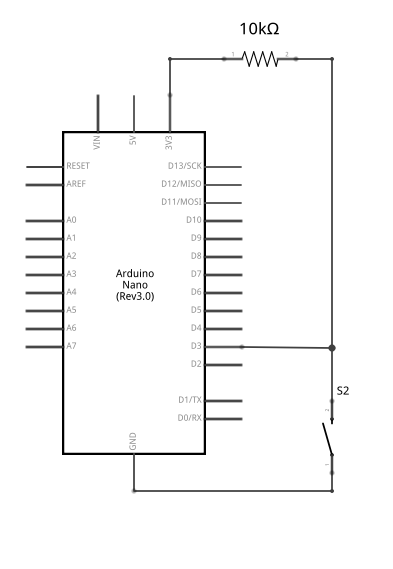 10kΩ
1
2
VIN
5V
3V3
RESET
AREF
A0
A1
A2
A3
A4
A5
A6
A7
Arduino
Nano
(Rev3.0)
D13/SCK
D12/MISO
D11/MOSI
D10
D9
D8
D7
D6
D5
D4
D3
D2
D1/TX
D0/RX
GND
S2
2
1